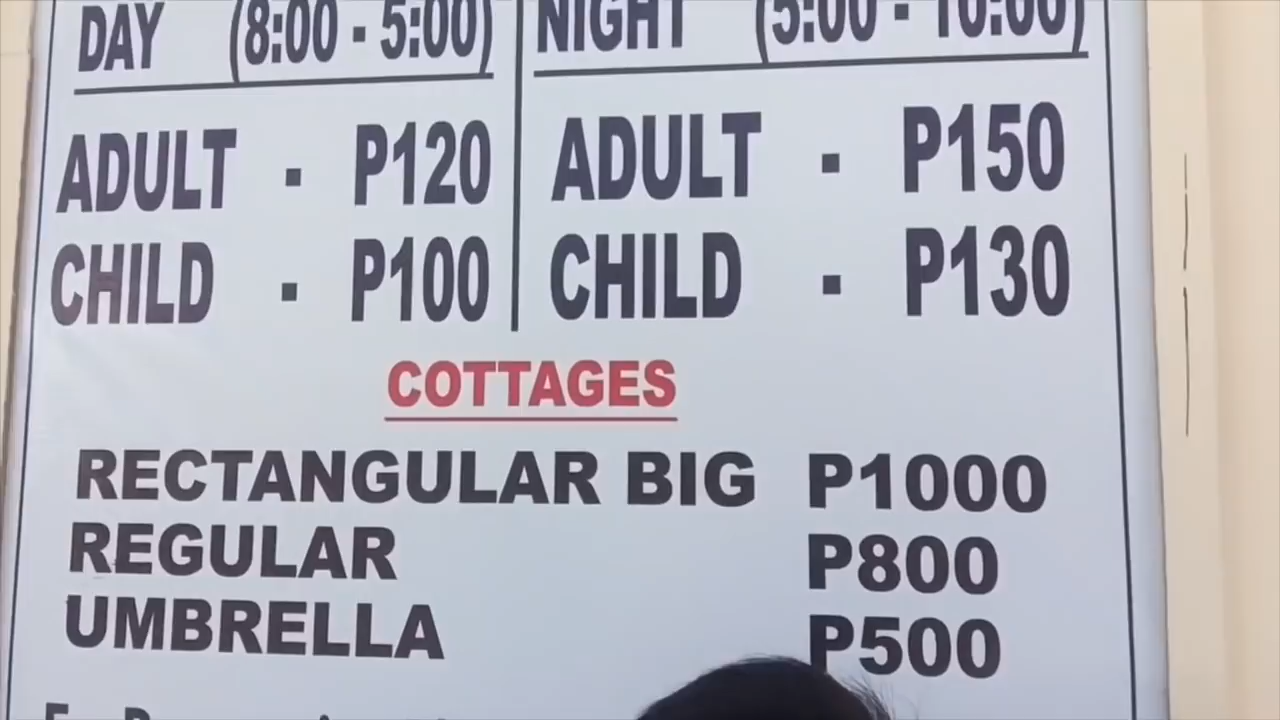 DAY (8:00 - 5:00)
ADULT - P120
CHILD - P100
NIGHT (5:00 - 10:00)
ADULT - P150
CHILD - P130
COTTAGES
RECTANGULAR BIG P1000
REGULAR P800
UMBRELLA P500